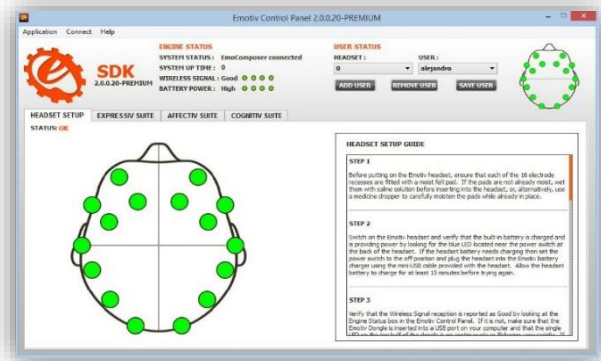 Emotiv Control Panel 2.0.0.20-PREMIUM
Application Connect Help
SDK
2.0.0.20-PREMIUM
ENGINE STATUS
SYSTEM STATUS: EmoComposer connected
SYSTEM UP TIME: 0
WIRELESS SIGNAL: Good
BATTERY POWER: High
USER STATUS
HEADSET: USER:
0 alejandro
ADD USER REMOVE USER SAVE USER
HEADSET SETUP EXPRESSIV SUITE AFFECTIV SUITE COGNITIV SUITE
STATUS: OK
HEADSET SETUP GUIDE
STEP 1
Before putting on the Emotiv headset, ensure that each of the 16 electrode
recesses are fitted with a moist felt pad. If the pads are not already moist, wet
them with saline solution before inserting into the headset, or, alternatively, use
a medicine dropper to carefully moisten the pads while already in place.
STEP 2
Switch on the Emotiv headset and verify that the built-in battery is charged and
is providing power by looking for the blue LED located near the power switch at
the back of the headset. If the headset battery needs charging then set the
power switch to the off position and plug the headset into the Emotiv battery
charger using the mini-USB cable provided with the headset. Allow the headset
battery to charge for at least 15 minutes before trying again.
STEP 3
Verify that the Wireless Signal reception is reported as Good by looking at the
Engine Status box in the Emotiv Control Panel. If it is not, make sure that the
Emotiv Dongle is inserted into a USB port on your computer and that the single